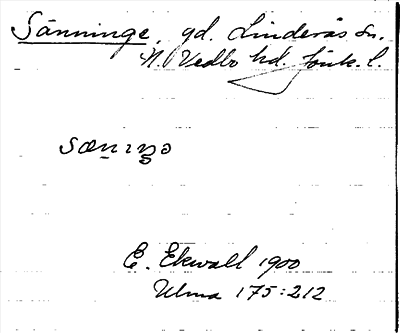 Sänninge, gd. Linderås sn.
N. Vedbo hd. Jönk. l.
sænıŋə
E. Ekwall 1900
Ulma 175:212